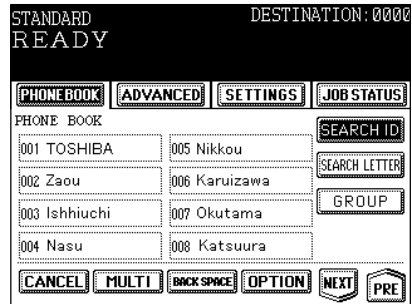 STANDARD DESTINATION:0000
READY
PHONE BOOK ADVANCED SETTINGS JOB STATUS
PHONE BOOK
SEARCH ID
001 TOSHIBA 005 Nikkou
SEARCH LETTER
002 Zaou 006 Karuizawa
GROUP
003 Ishhiuchi 007 Okutama
004 Nasu 008 Katsuura
CANCEL MULTI BACK SPACE OPTION NEXT PRE